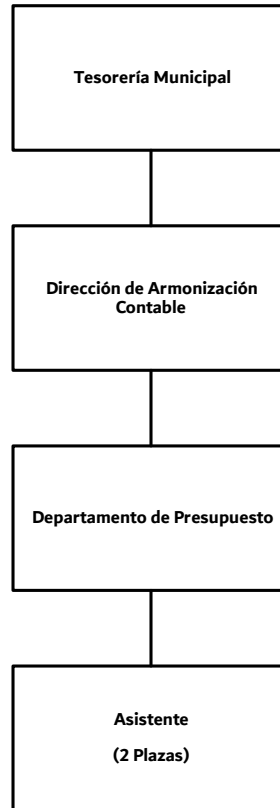 Tesorería Municipal
Dirección de Armonización
Contable
Departamento de Presupuesto
Asistente
(2 Plazas)